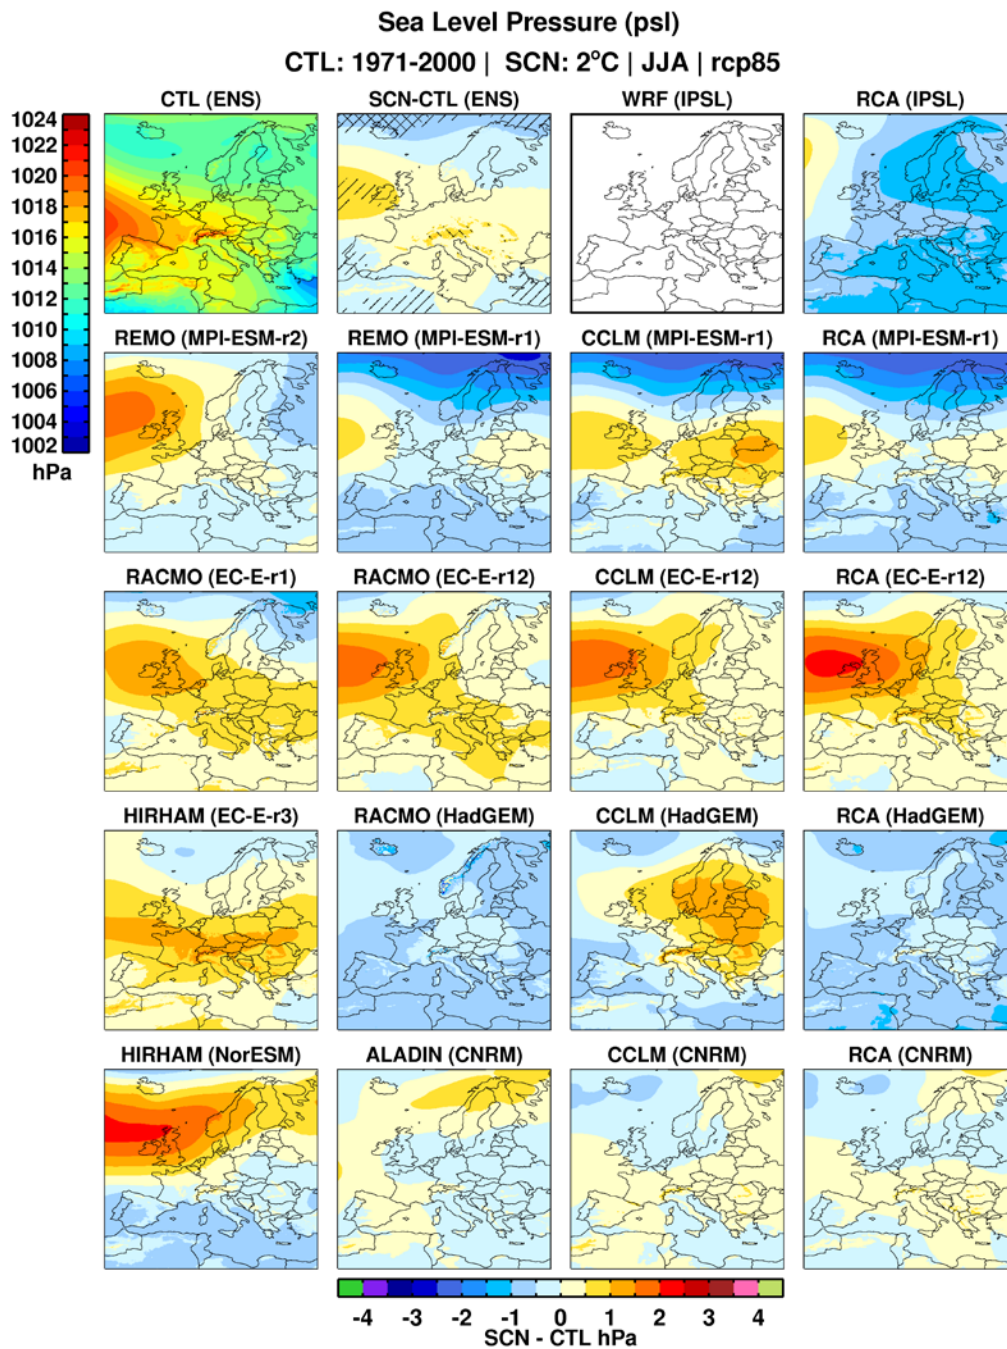 Sea Level Pressure (psl)
CTL: 1971-2000 | SCN: 2°C | JJA | rcp85
CTL (ENS) SCN-CTL (ENS) WRF (IPSL) RCA (IPSL)
1024
1022
1020
1018
1016
1014
1012
1010
1008
1006
1004
1002
hPa
REMO (MPI-ESM-r2) REMO (MPI-ESM-r1) CCLM (MPI-ESM-r1) RCA (MPI-ESM-r1)
RACMO (EC-E-r1) RACMO (EC-E-r12) CCLM (EC-E-r12) RCA (EC-E-r12)
HIRHAM (EC-E-r3) RACMO (HadGEM) CCLM (HadGEM) RCA (HadGEM)
HIRHAM (NorESM) ALADIN (CNRM) CCLM (CNRM) RCA (CNRM)
-4 -3 -2 -1 0 1 2 3 4
SCN - CTL hPa